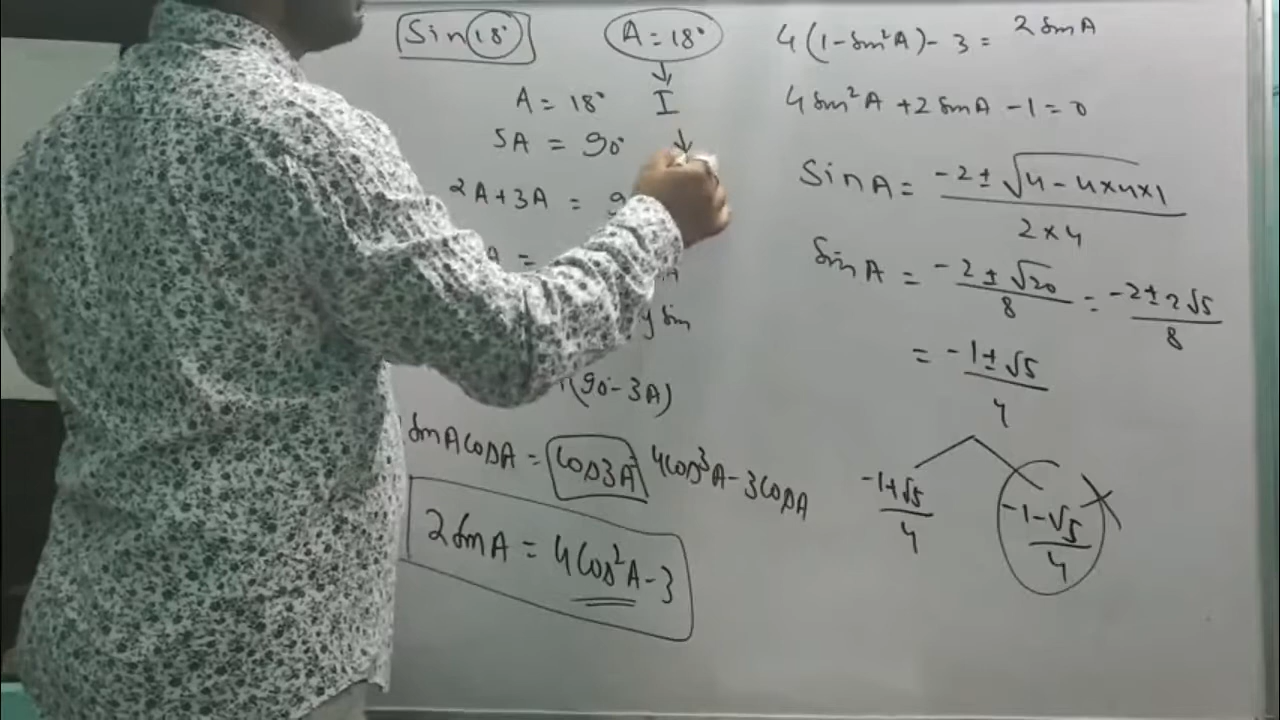 Sin 18°
A = 18°
I
A = 18°
5A = 90°
2A + 3A = 9
A =
(90° - 3A)
SinA CosA = Cos3A = 4Cos³A - 3CosA
2SinA = 4Cos²A - 3
4(1 - Sin²A) - 3 = 2SinA
4Sin²A + 2SinA - 1 = 0
SinA = -2 ± √4 - 4×4×1 / 2×4
SinA = -2 ± √20 / 8 = -2 ± 2√5 / 8
= -1 ± √5 / 4
-1+√5 / 4
-1-√5 / 4